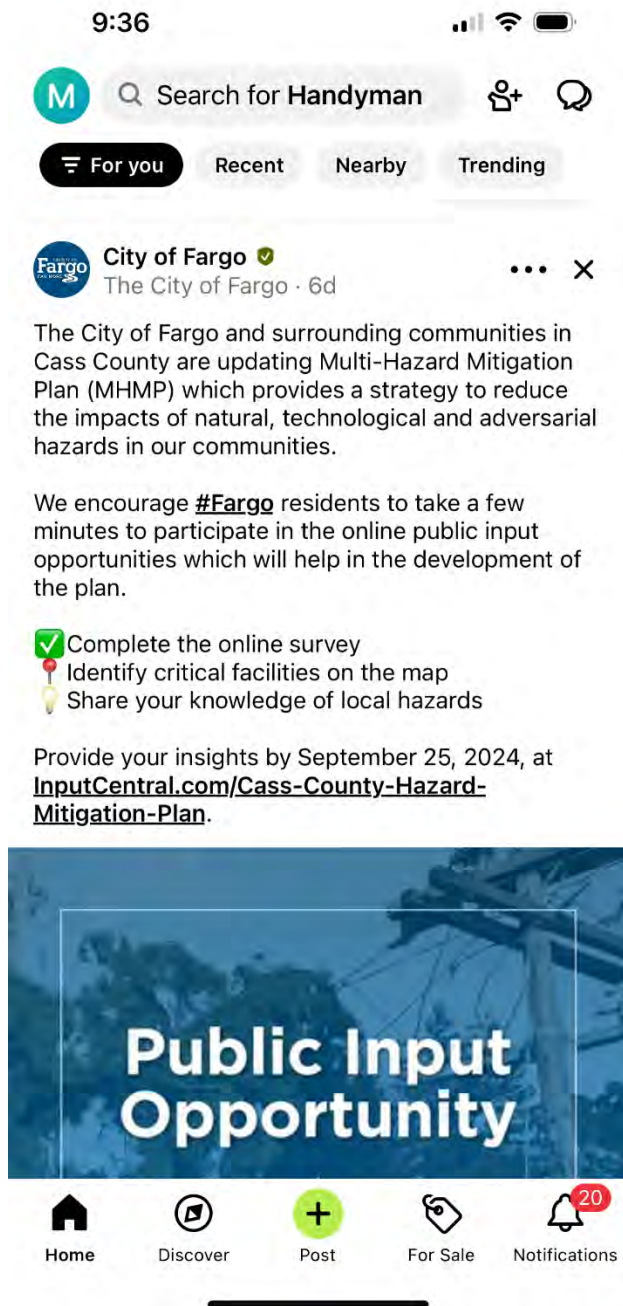 9:36
M
Search for Handyman
For you Recent Nearby Trending
Fargo
City of Fargo
The City of Fargo · 6d
The City of Fargo and surrounding communities in
Cass County are updating Multi-Hazard Mitigation
Plan (MHMP) which provides a strategy to reduce
the impacts of natural, technological and adversarial
hazards in our communities.
We encourage #Fargo residents to take a few
minutes to participate in the online public input
opportunities which will help in the development of
the plan.
✅Complete the online survey
📍Identify critical facilities on the map
💡Share your knowledge of local hazards
Provide your insights by September 25, 2024, at
InputCentral.com/Cass-County-Hazard-
Mitigation-Plan.
Public Input
Opportunity
20
Home Discover Post For Sale Notifications